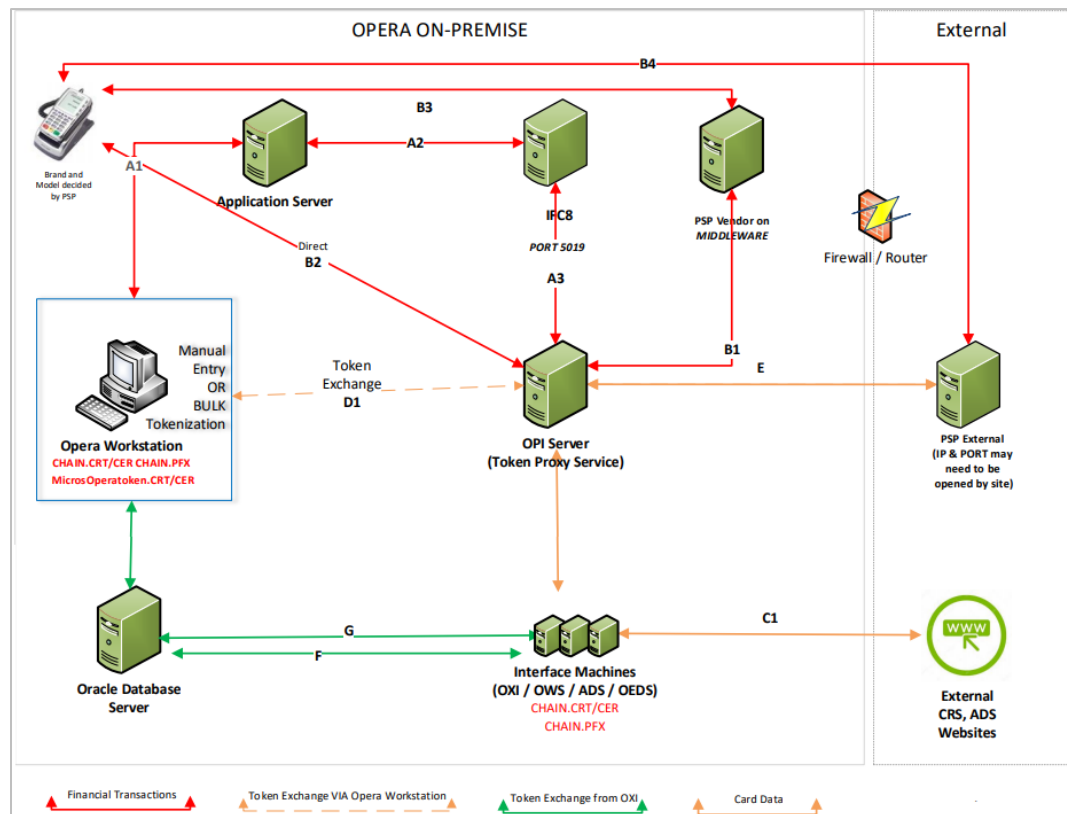 OPERA ON-PREMISE
External
B4
B3
A1
A2
Brand and
Model decided
by PSP
Application Server
IFC8
PSP Vendor on
MIDDLEWARE
PORT 5019
Firewall / Router
Direct
B2
A3
B1
E
Manual
Entry
OR
BULK
Tokenization
Token
Exchange
D1
Opera Workstation
CHAIN.CRT/CER CHAIN.PFX
MicrosOperatoken.CRT/CER
OPI Server
(Token Proxy Service)
PSP External
(IP & PORT may
need to be
opened by site)
G
F
C1
WWW
Oracle Database
Server
Interface Machines
(OXI / OWS / ADS / OEDS)
CHAIN.CRT/CER
CHAIN.PFX
External
CRS, ADS
Websites
Financial Transactions
Token Exchange VIA Opera Workstation
Token Exchange from OXI
Card Data